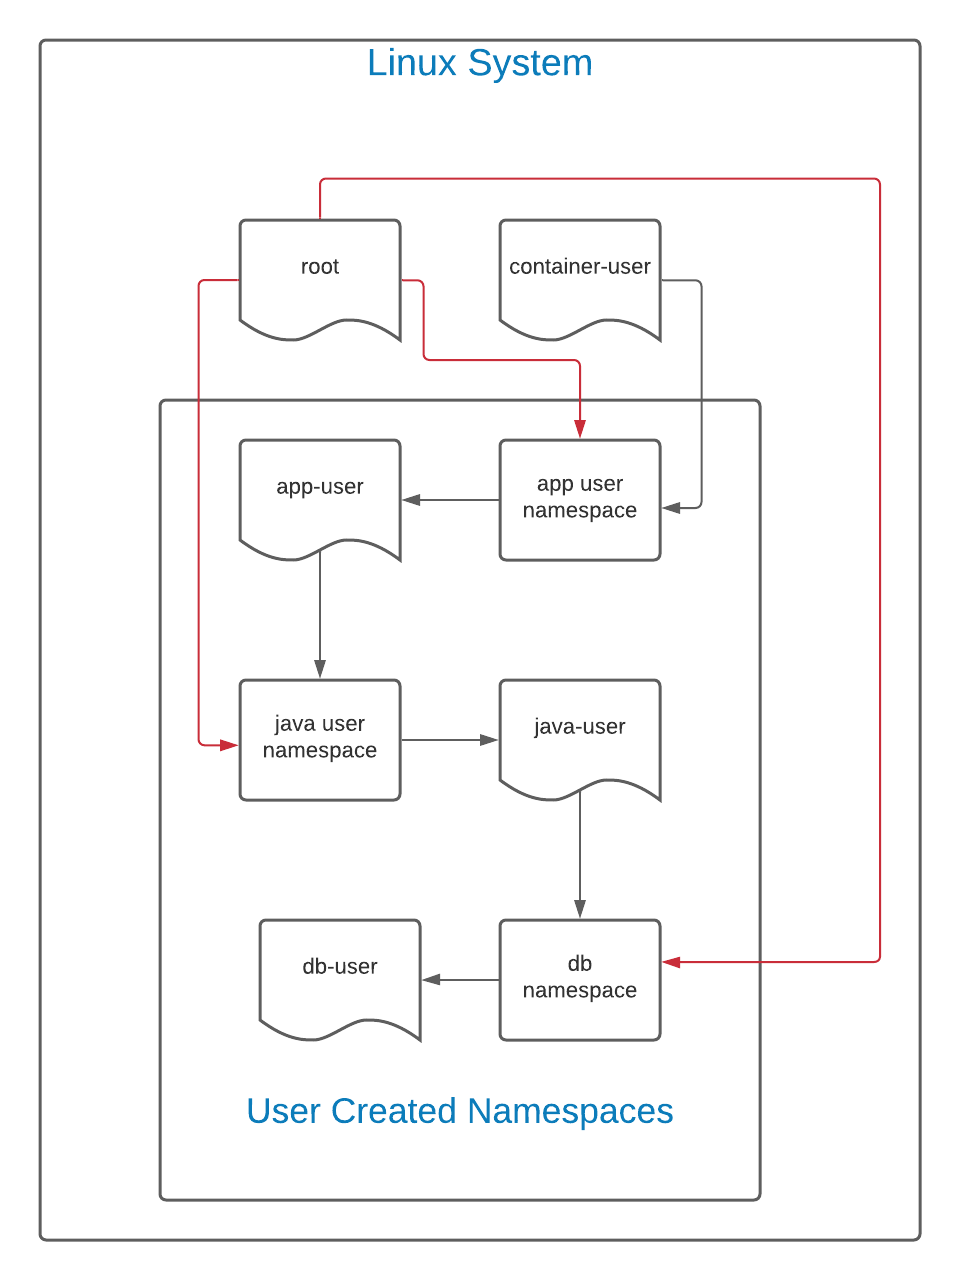 Linux System
root
container-user
app-user
app user
namespace
java user
namespace
java-user
db-user
db
namespace
User Created Namespaces